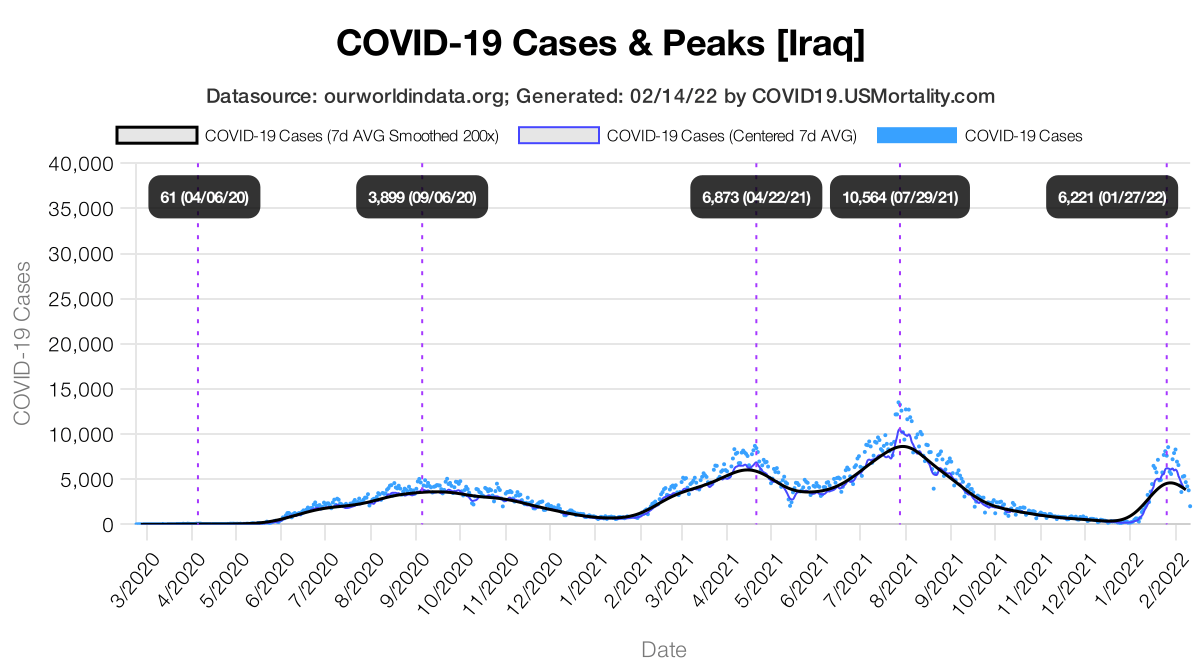 COVID-19 Cases & Peaks [Iraq]
Datasource: ourworldindata.org; Generated: 02/14/22 by COVID19.USMortality.com
COVID-19 Cases (7d AVG Smoothed 200x) COVID-19 Cases (Centered 7d AVG) COVID-19 Cases
40,000
61 (04/06/20) 3,899 (09/06/20) 6,873 (04/22/21) 10,564 (07/29/21) 6,221 (01/27/22)
35,000
30,000
25,000
20,000
15,000
10,000
5,000
0
COVID-19 Cases
3/2020 4/2020 5/2020 6/2020 7/2020 8/2020 9/2020 10/2020 11/2020 12/2020 1/2021 2/2021 3/2021 4/2021 5/2021 6/2021 7/2021 8/2021 9/2021 10/2021 11/2021 12/2021 1/2022 2/2022
Date